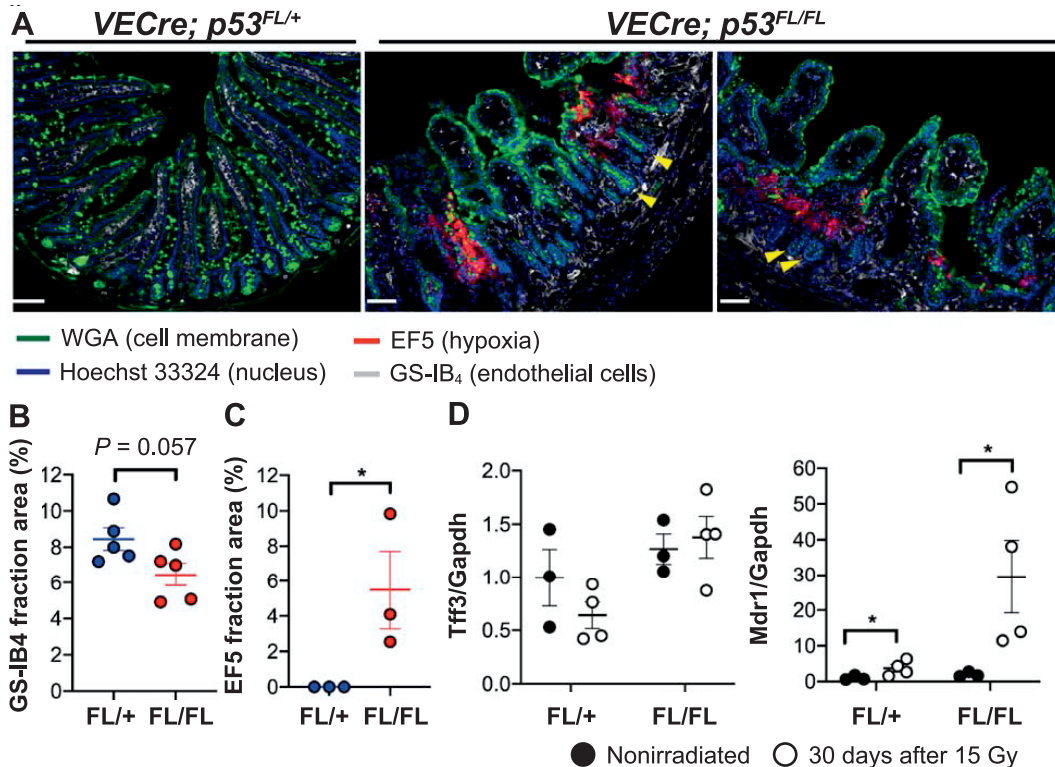 A
VECre; p53FL/+
VECre; p53FL/FL
WGA (cell membrane)
EF5 (hypoxia)
Hoechst 33324 (nucleus)
GS-IB₄ (endothelial cells)
B
GS-IB4 fraction area (%)
P = 0.057
12
10
8
6
4
2
0
FL/+ FL/FL
C
EF5 fraction area (%)
*
12
10
8
6
4
2
0
FL/+ FL/FL
D
Tff3/Gapdh
2.0
1.5
1.0
0.5
0.0
FL/+ FL/FL
Mdr1/Gapdh
60
50
40
30
20
10
0
*
*
FL/+ FL/FL
Nonirradiated
30 days after 15 Gy